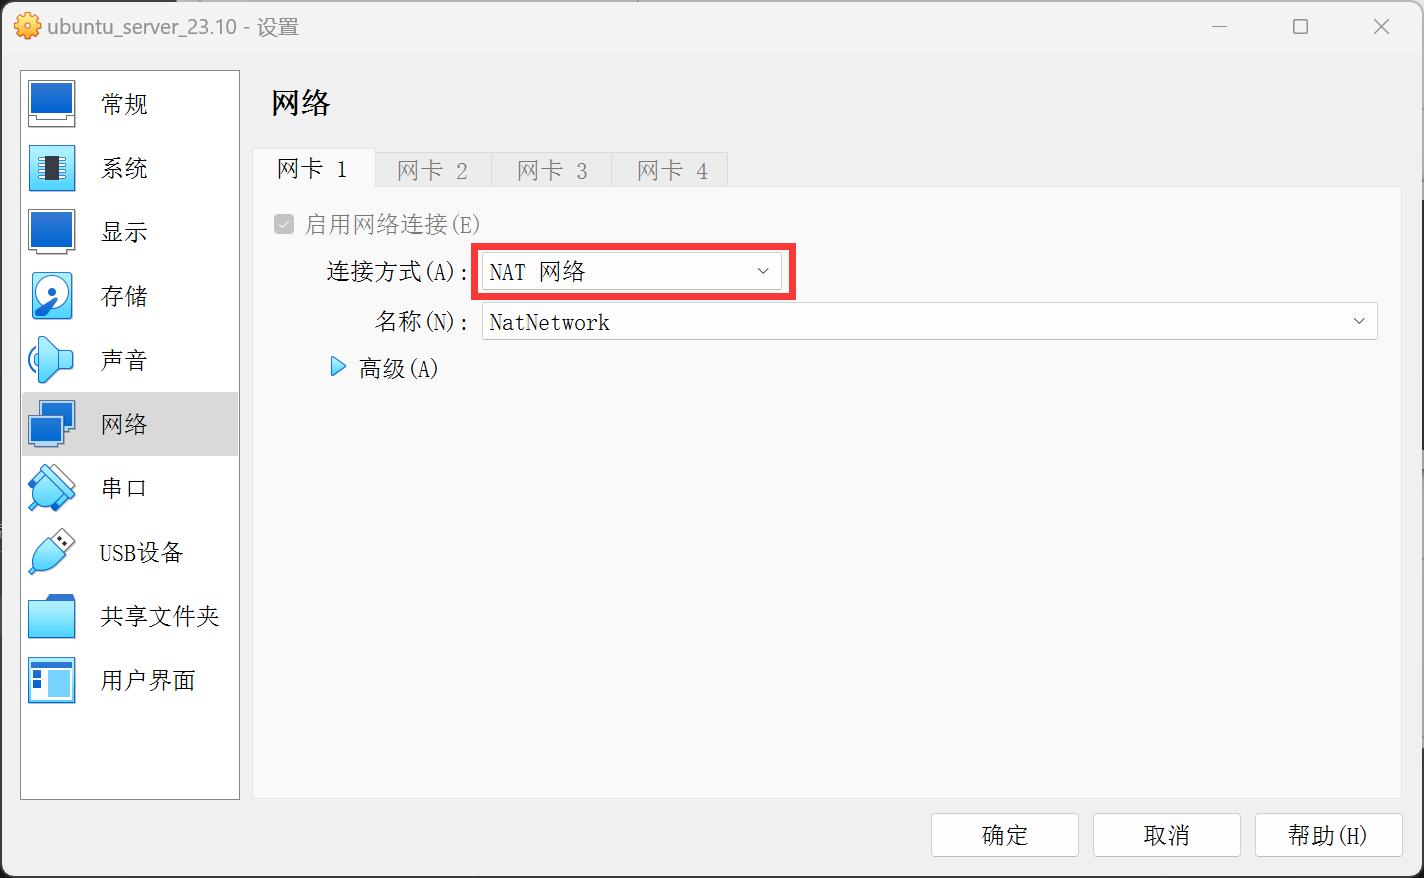 ubuntu_server_23.10 - 设置
常规
系统
显示
存储
声音
网络
串口
USB设备
共享文件夹
用户界面
网络
网卡 1 网卡 2 网卡 3 网卡 4
启用网络连接(E)
连接方式(A): NAT 网络
名称(N): NatNetwork
高级(A)
确定 取消 帮助(H)